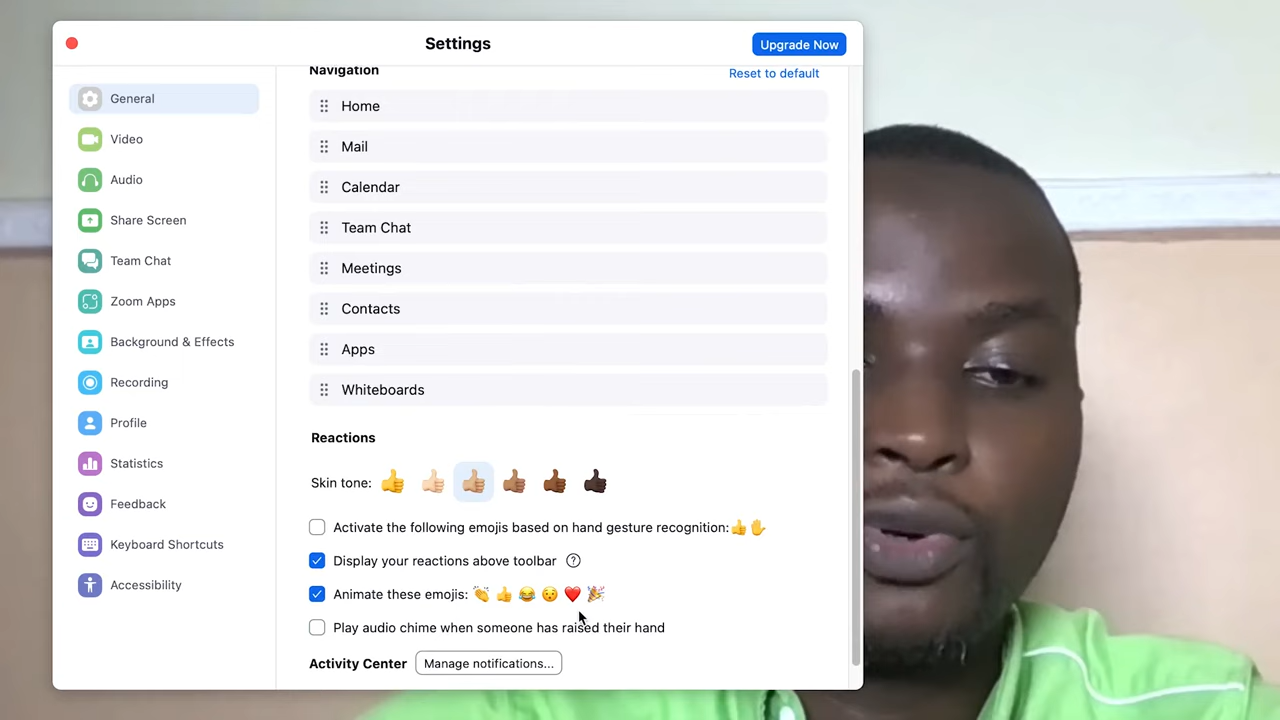 Settings
Upgrade Now
General
Video
Audio
Share Screen
Team Chat
Zoom Apps
Background & Effects
Recording
Profile
Statistics
Feedback
Keyboard Shortcuts
Accessibility
Navigation
Reset to default
Home
Mail
Calendar
Team Chat
Meetings
Contacts
Apps
Whiteboards
Reactions
Skin tone: 👍 👍🏻 👍🏼 👍🏽 👍🏾 👍🏿
Activate the following emojis based on hand gesture recognition: 👍✋
Display your reactions above toolbar ?
Animate these emojis: 👏 👍 😂 😯 ❤️ 🎉
Play audio chime when someone has raised their hand
Activity Center Manage notifications...